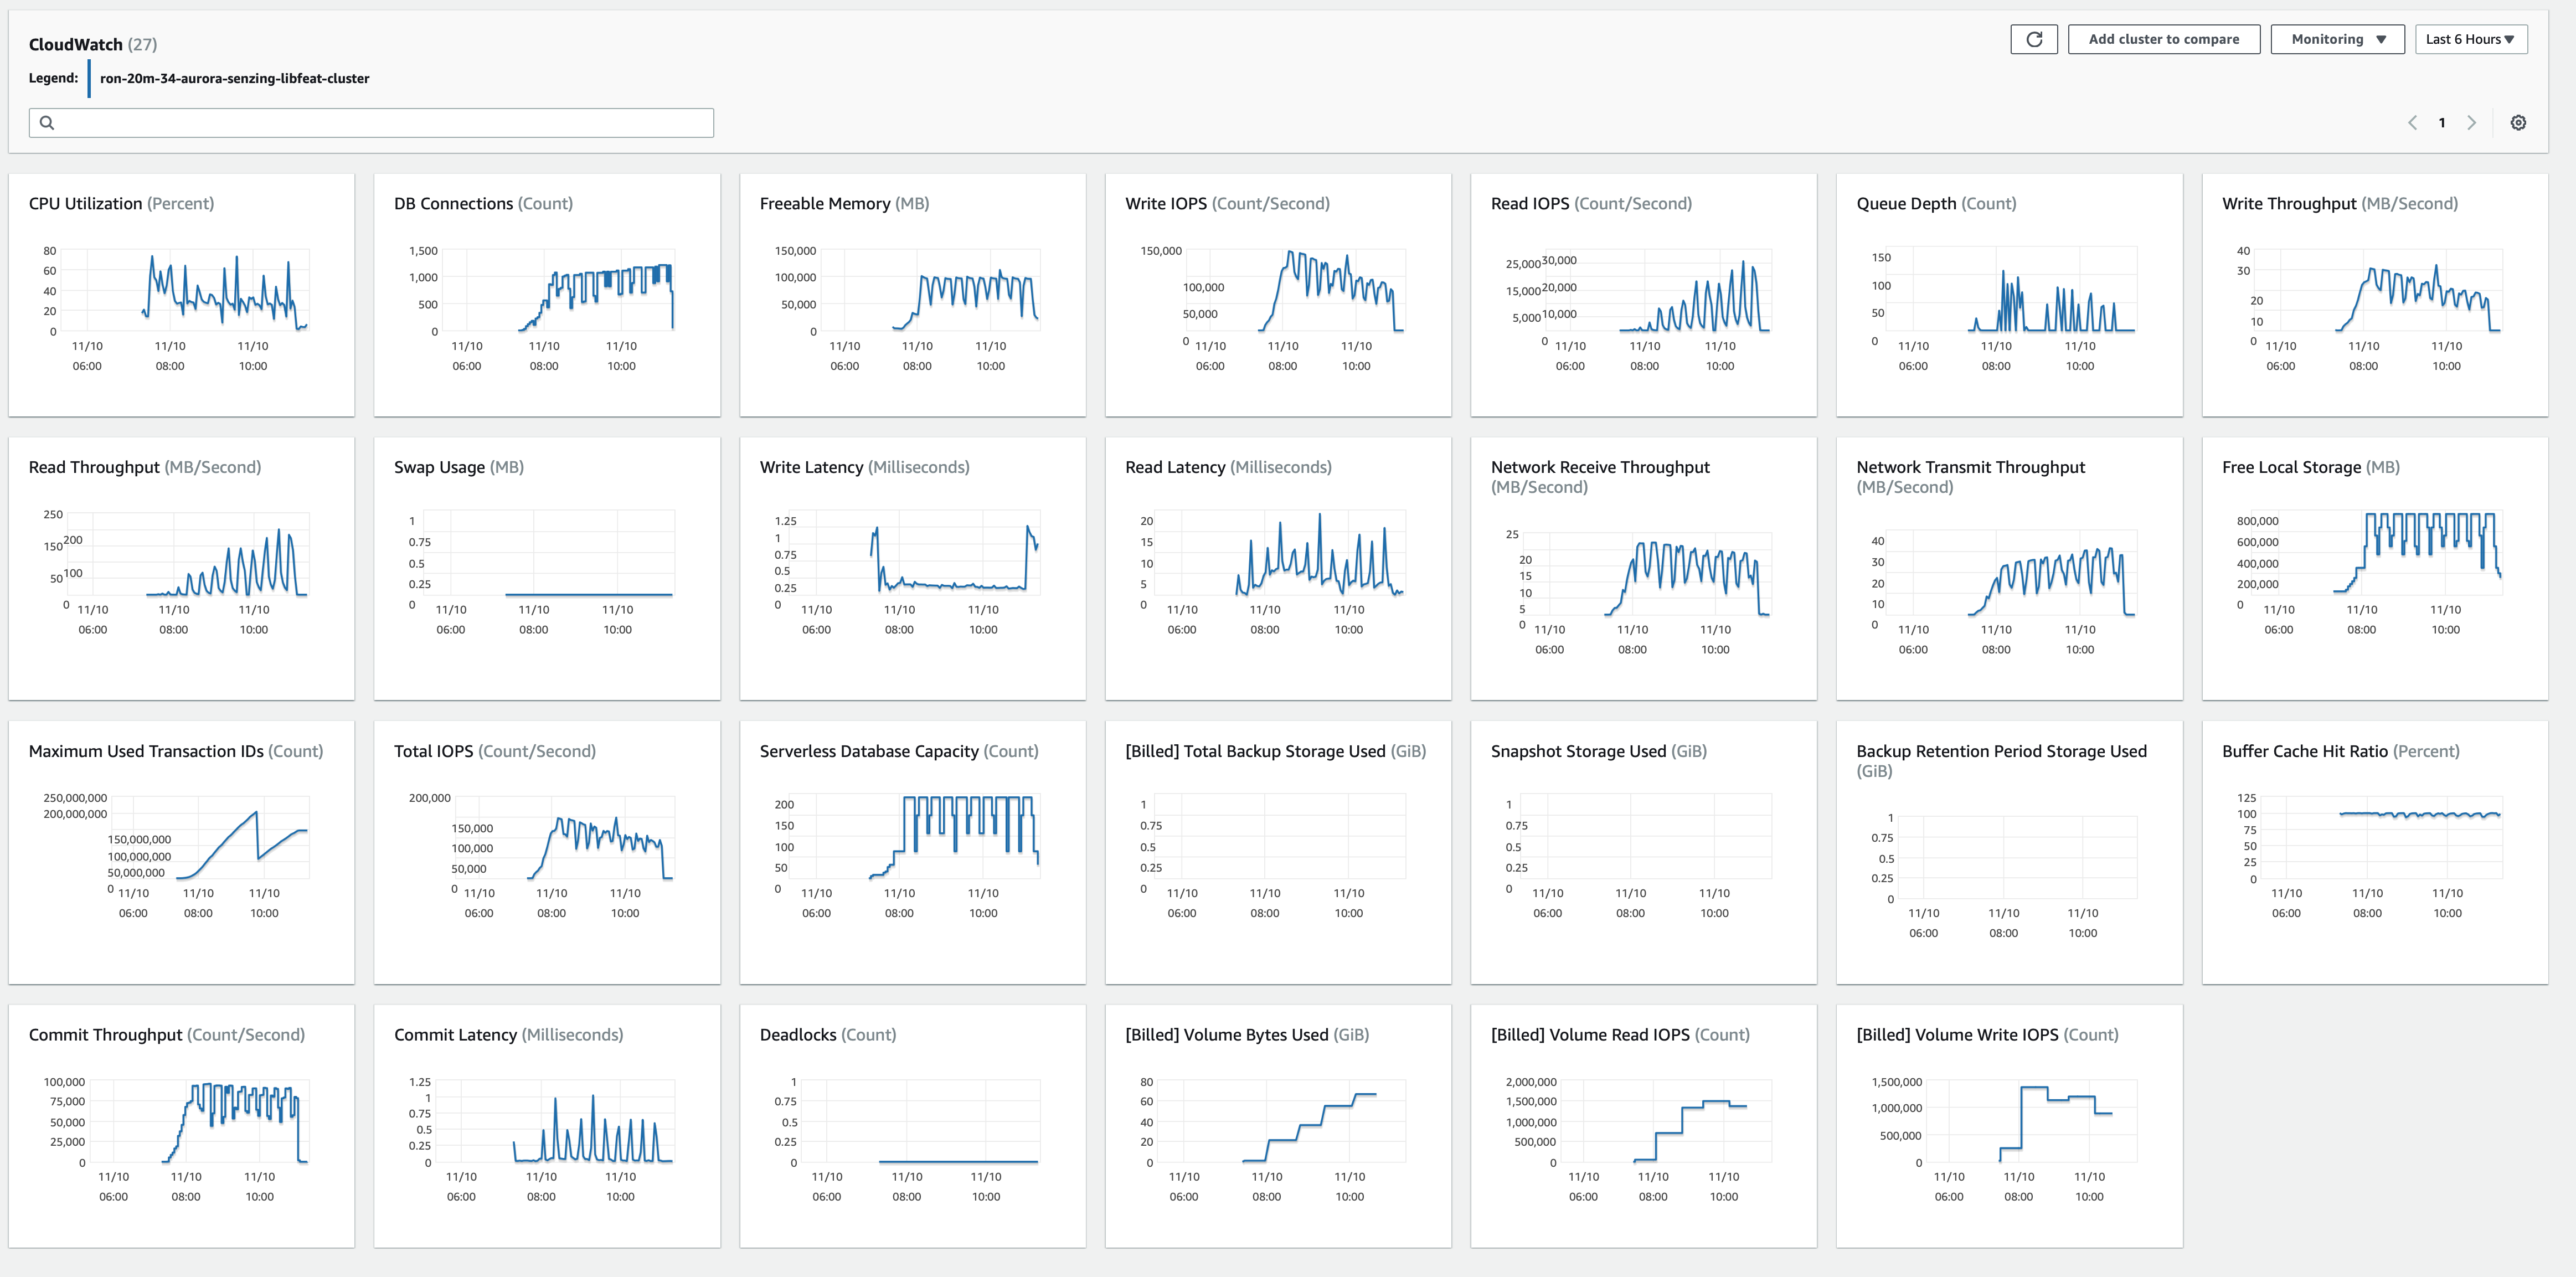 CloudWatch (27)
Add cluster to compare
Monitoring ▼
Last 6 Hours ▼
Legend:
ron-20m-34-aurora-senzing-libfeat-cluster
1
CPU Utilization (Percent)
80
60
40
20
0
11/10 11/10 11/10
06:00 08:00 10:00
DB Connections (Count)
1,500
1,000
500
0
11/10 11/10 11/10
06:00 08:00 10:00
Freeable Memory (MB)
150,000
100,000
50,000
0
11/10 11/10 11/10
06:00 08:00 10:00
Write IOPS (Count/Second)
150,000
100,000
50,000
0
11/10 11/10 11/10
06:00 08:00 10:00
Read IOPS (Count/Second)
30,000
25,000
20,000
15,000
10,000
5,000
0
11/10 11/10 11/10
06:00 08:00 10:00
Queue Depth (Count)
150
100
50
0
11/10 11/10 11/10
06:00 08:00 10:00
Write Throughput (MB/Second)
40
30
20
10
0
11/10 11/10 11/10
06:00 08:00 10:00
Read Throughput (MB/Second)
250
200
150
100
50
0
11/10 11/10 11/10
06:00 08:00 10:00
Swap Usage (MB)
1
0.75
0.5
0.25
0
11/10 11/10 11/10
06:00 08:00 10:00
Write Latency (Milliseconds)
1.25
1
0.75
0.5
0.25
0
11/10 11/10 11/10
06:00 08:00 10:00
Read Latency (Milliseconds)
20
15
10
5
0
11/10 11/10 11/10
06:00 08:00 10:00
Network Receive Throughput
(MB/Second)
25
20
15
10
5
0
11/10 11/10 11/10
06:00 08:00 10:00
Network Transmit Throughput
(MB/Second)
40
30
20
10
0
11/10 11/10 11/10
06:00 08:00 10:00
Free Local Storage (MB)
800,000
600,000
400,000
200,000
0
11/10 11/10 11/10
06:00 08:00 10:00
Maximum Used Transaction IDs (Count)
250,000,000
200,000,000
150,000,000
100,000,000
50,000,000
0
11/10 11/10 11/10
06:00 08:00 10:00
Total IOPS (Count/Second)
200,000
150,000
100,000
50,000
0
11/10 11/10 11/10
06:00 08:00 10:00
Serverless Database Capacity (Count)
200
150
100
50
0
11/10 11/10 11/10
06:00 08:00 10:00
[Billed] Total Backup Storage Used (GiB)
1
0.75
0.5
0.25
0
11/10 11/10 11/10
06:00 08:00 10:00
Snapshot Storage Used (GiB)
1
0.75
0.5
0.25
0
11/10 11/10 11/10
06:00 08:00 10:00
Backup Retention Period Storage Used
(GiB)
1
0.75
0.5
0.25
0
11/10 11/10 11/10
06:00 08:00 10:00
Buffer Cache Hit Ratio (Percent)
125
100
75
50
25
0
11/10 11/10 11/10
06:00 08:00 10:00
Commit Throughput (Count/Second)
100,000
75,000
50,000
25,000
0
11/10 11/10 11/10
06:00 08:00 10:00
Commit Latency (Milliseconds)
1.25
1
0.75
0.5
0.25
0
11/10 11/10 11/10
06:00 08:00 10:00
Deadlocks (Count)
1
0.75
0.5
0.25
0
11/10 11/10 11/10
06:00 08:00 10:00
[Billed] Volume Bytes Used (GiB)
80
60
40
20
0
11/10 11/10 11/10
06:00 08:00 10:00
[Billed] Volume Read IOPS (Count)
2,000,000
1,500,000
1,000,000
500,000
0
11/10 11/10 11/10
06:00 08:00 10:00
[Billed] Volume Write IOPS (Count)
1,500,000
1,000,000
500,000
0
11/10 11/10 11/10
06:00 08:00 10:00